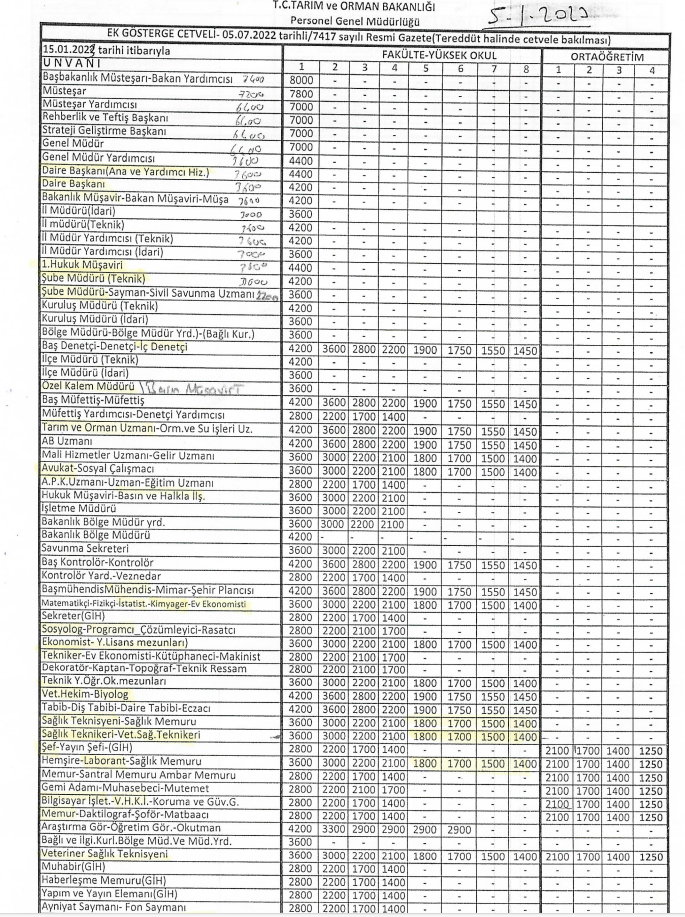 T.C.TARIM ve ORMAN BAKANLIĞI
Personel Genel Müdürlüğü
EK GÖSTERGE CETVELİ- 05.07.2022 tarihli/7417 sayılı Resmi Gazete(Tereddüt halinde cetvele bakılması)
15.01.2022 tarihi itibarıyla FAKÜLTE-YÜKSEK OKUL ORTAÖĞRETİM
U N V A N I 1 2 3 4 5 6 7 8 1 2 3 4
Başbakanlık Müsteşarı-Bakan Yardımcısı 7400 8000 - - - - - - - - - - -
Müsteşar 7200 7800 - - - - - - - - - - -
Müsteşar Yardımcısı 6400 7000 - - - - - - - - - - -
Rehberlik ve Teftiş Başkanı 7000 - - - - - - - - - - -
Strateji Geliştirme Başkanı 7000 - - - - - - - - - - -
Genel Müdür 7000 - - - - - - - - - - -
Genel Müdür Yardımcısı 3600 4400 - - - - - - - - - - -
Daire Başkanı(Ana ve Yardımcı Hiz.) 3600 4400 - - - - - - - - - - -
Daire Başkanı 3600 4200 - - - - - - - - - - -
Bakanlık Müşavir-Bakan Müşaviri-Müşa 3600 4200 - - - - - - - - - - -
İl Müdürü(İdari) 3000 3600 - - - - - - - - - - -
İl müdürü(Teknik) 3600 4200 - - - - - - - - - - -
İl Müdür Yardımcısı (Teknik) 3600 4200 - - - - - - - - - - -
İl Müdür Yardımcısı (İdari) 3000 3600 - - - - - - - - - - -
1.Hukuk Müşaviri 3600 4400 - - - - - - - - - - -
Şube Müdürü (Teknik) 3600 4200 - - - - - - - - - - -
Şube Müdürü-Sayman-Sivil Savunma Uzmanı 2200 3600 - - - - - - - - - - -
Kuruluş Müdürü (Teknik) 4200 - - - - - - - - - - -
Kuruluş Müdürü (İdari) 3600 - - - - - - - - - - -
Bölge Müdürü-Bölge Müdür Yrd.)-(Bağlı Kur.) - - - - - - - - - - -
Baş Denetçi-Denetçi-İç Denetçi 4200 3600 2800 2200 1900 1750 1550 1450 - - - -
İlçe Müdürü (Teknik) 4200 - - - - - - - - - - -
İlçe Müdürü (İdari) 3600 - - - - - - - - - - -
Özel Kalem Müdürü \Basın Müşaviri 3600 - - - - - - - - - - -
Baş Müfettiş-Müfettiş 4200 3600 2800 2200 1900 1750 1550 1450 - - - -
Müfettiş Yardımcısı-Denetçi Yardımcısı 2800 2200 1700 1400 - - - - - - - -
Tarım ve Orman Uzmanı-Orm.ve Su işleri Uz. 4200 3600 2800 2200 1900 1750 1550 1450 - - - -
AB Uzmanı 4200 3600 2800 2200 1900 1750 1550 1450 - - - -
Mali Hizmetler Uzmanı-Gelir Uzmanı 3600 3000 2200 2100 1800 1700 1500 1400 - - - -
Avukat-Sosyal Çalışmacı 3600 3000 2200 2100 1800 1700 1500 1400 - - - -
A.P.K.Uzmanı-Uzman-Eğitim Uzmanı 2800 2200 1700 1400 - - - - - - - -
Hukuk Müşaviri-Basın ve Halkla İlş. 3600 3000 2200 2100 - - - - - - - -
İşletme Müdürü 3600 3000 2200 2100 - - - - - - - -
Bakanlık Bölge Müdür yrd. 3600 3000 2200 2100 - - - - - - - -
Bakanlık Bölge Müdürü 4200 - - - - - - - - - - -
Savunma Sekreteri 3600 3000 2200 2100 - - - - - - - -
Baş Kontrolör-Kontrolör 4200 3600 2800 2200 1900 1750 1550 1450 - - - -
Kontrolör Yard.-Veznedar 2800 2200 1700 1400 - - - - - - - -
BaşmühendisMühendis-Mimar-Şehir Plancısı 4200 3600 2800 2200 1900 1750 1550 1450 - - - -
Matematikçi-Fizikçi-İstatist.-Kimyager-Ev Ekonomisti 3600 3000 2200 2100 1800 1700 1500 1400 - - - -
Sekreter(GİH) 2800 2200 1700 1400 - - - - - - - -
Sosyolog-Programcı_Çözümleyici-Rasatcı 2800 2200 2100 1700 - - - - - - - -
Ekonomist- Y.Lisans mezunları) 3600 3000 2200 2100 1800 1700 1500 1400 - - - -
Tekniker-Ev Ekonomisti-Kütüphaneci-Makinist 2800 2200 2100 1700 - - - - - - - -
Dekoratör-Kaptan-Topoğraf-Teknik Ressam 2800 2200 2100 1700 - - - - - - - -
Teknik Y.Öğr.Ok.mezunları 3600 3000 2200 2100 1800 1700 1500 1400 - - - -
Vet.Hekim-Biyolog 4200 3600 2800 2200 1900 1750 1550 1450 - - - -
Tabib-Diş Tabibi-Daire Tabibi-Eczacı 4200 3600 2800 2200 1900 1750 1550 1450 - - - -
Sağlık Teknisyeni-Sağlık Memuru 3600 3000 2200 2100 1800 1700 1500 1400 - - - -
Sağlık Teknikeri-Vet.Sağ.Teknikeri 3600 3000 2200 2100 1800 1700 1500 1400 - - - -
Şef-Yayın Şefi-(GİH) 2800 2200 1700 1400 - - - - 2100 1700 1400 1250
Hemşire-Laborant-Sağlık Memuru 3600 3000 2200 2100 1800 1700 1500 1400 2100 1700 1400 1250
Memur-Santral Memuru Ambar Memuru 2800 2200 1700 1400 - - - - 2100 1700 1400 1250
Gemi Adamı-Muhasebeci-Mutemet 2800 2200 2100 1700 - - - - 2100 1700 1400 1250
Bilgisayar İşlet.-V.H.K.İ.-Koruma ve Güv.G. 2800 2200 1700 1400 - - - - 2100 1700 1400 1250
Memur-Daktilograf-Şoför-Matbaacı 2800 2200 1700 1400 - - - - 2100 1700 1400 1250
Araştırma Gör-Öğretim Gör.-Okutman 4200 3300 2900 2900 2900 2900 - - - - - -
Bağlı ve ilgi.Kurl.Bölge Müd.Ve Müd.Yrd. 3600 - - - - - - - - - - -
Veteriner Sağlık Teknisyeni 3600 3000 2200 2100 1800 1700 1500 1400 2100 1700 1400 1250
Muhabir(GİH) 2800 2200 1700 1400 - - - - - - - -
Haberleşme Memuru(GİH) 2800 2200 1700 1400 - - - - - - - -
Yapım ve Yayın Elemanı(GİH) 2800 2200 1700 1400 - - - - - - - -
Ayniyat Saymanı- Fon Saymanı 2800 2200 1700 1400 - - - - - - - -